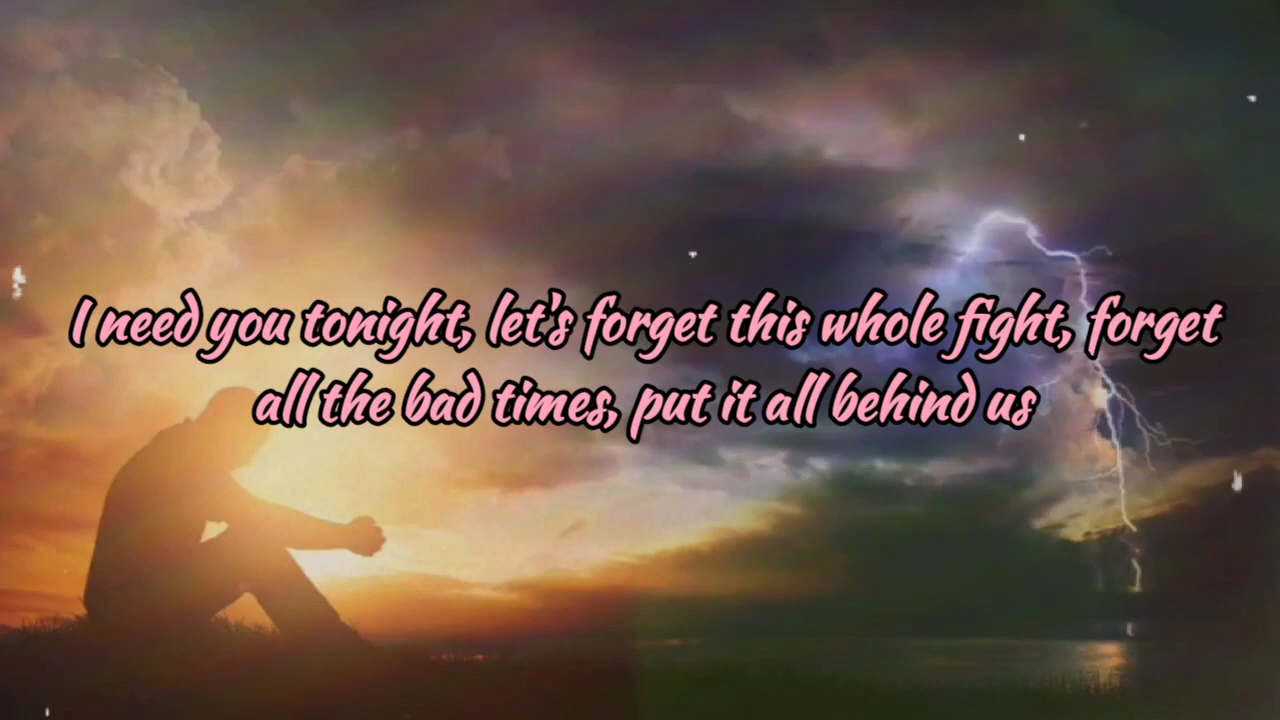 I need you tonight, let's forget this whole fight, forget
all the bad times, put it all behind us